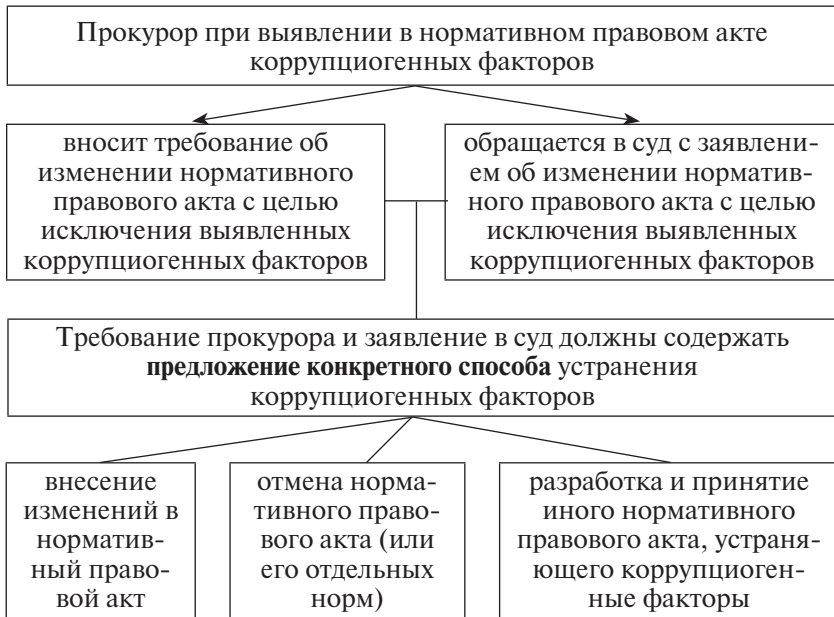 Прокурор при выявлении в нормативном правовом акте
коррупциогенных факторов
вносит требование об
изменении нормативного
правового акта с целью
исключения выявленных
коррупциогенных факторов
обращается в суд с заявлени-
ем об изменении норматив-
ного правового акта с целью
исключения выявленных
коррупциогенных факторов
Требование прокурора и заявление в суд должны содержать
предложение конкретного способа устранения
коррупциогенных факторов
внесение
изменений в
норматив-
ный право-
вой акт
отмена норма-
тивного право-
вого акта (или
его отдельных
норм)
разработка и принятие
иного нормативного
правового акта, устраня-
ющего коррупциоген-
ные факторы